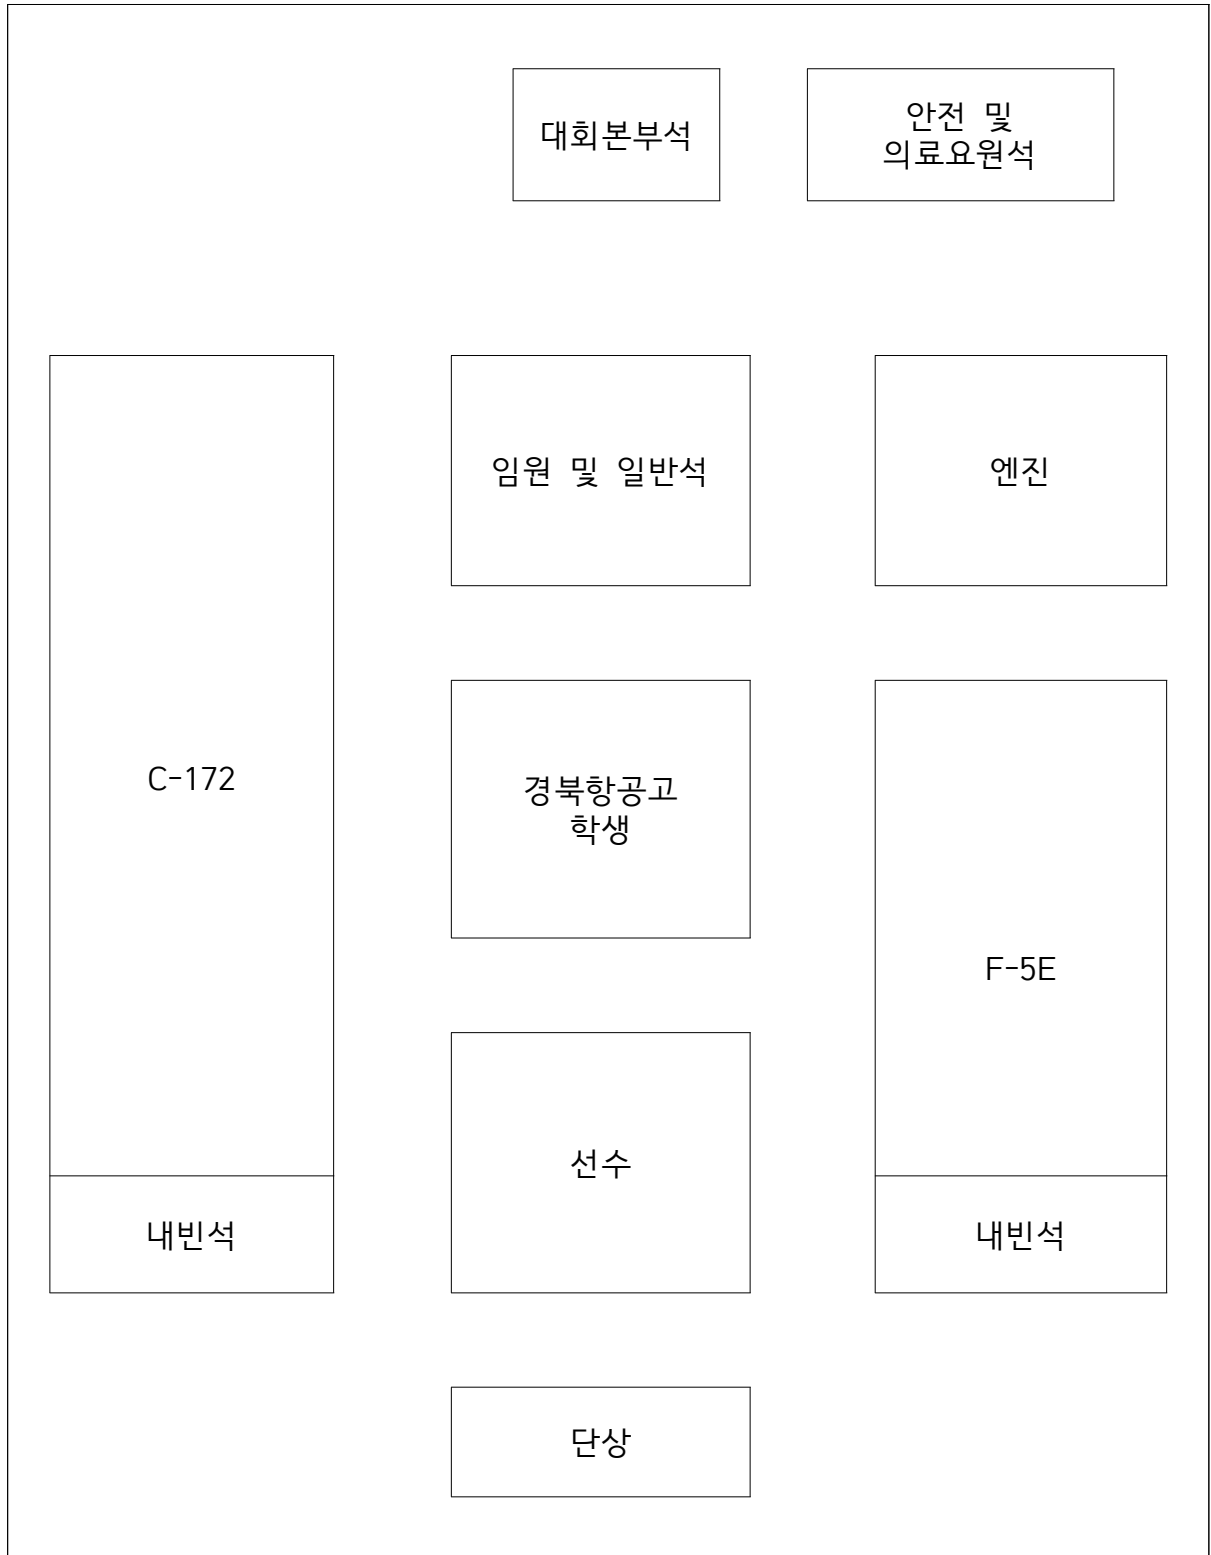 대회본부석
안전 및
의료요원석
임원 및 일반석
엔진
C-172
경북항공고
학생
F-5E
선수
내빈석
내빈석
단상